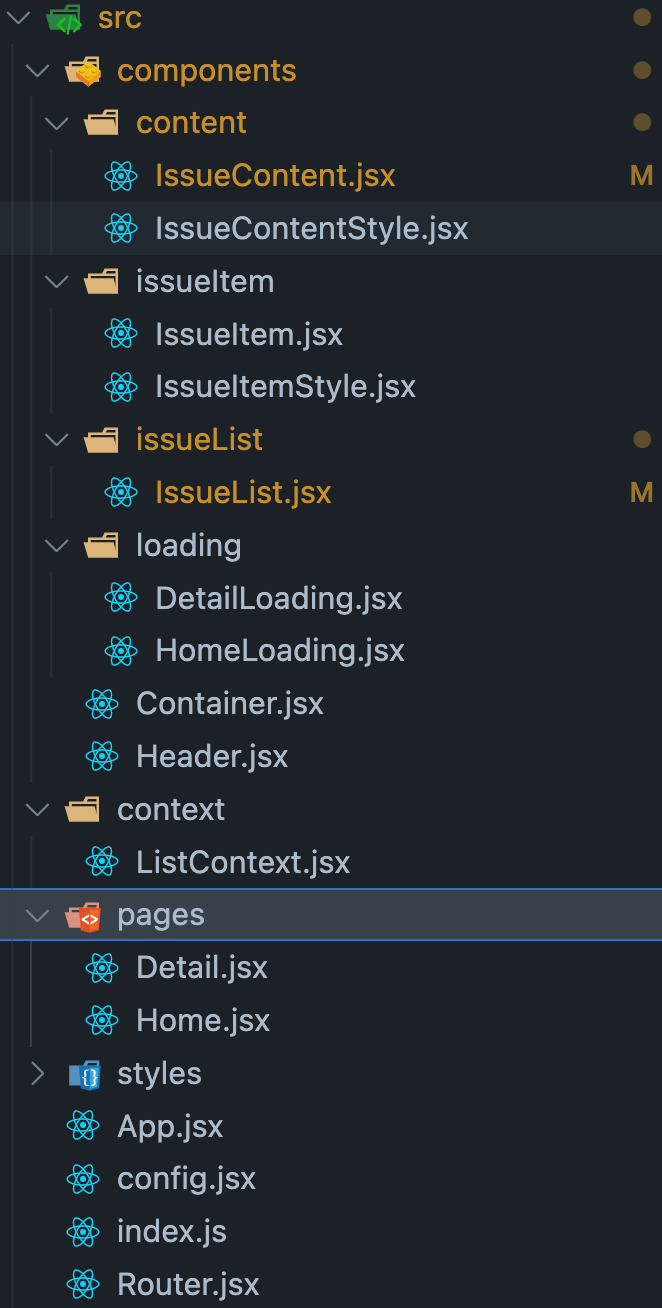 src
components
content
IssueContent.jsx M
IssueContentStyle.jsx
issueItem
IssueItem.jsx
IssueItemStyle.jsx
issueList
IssueList.jsx M
loading
DetailLoading.jsx
HomeLoading.jsx
Container.jsx
Header.jsx
context
ListContext.jsx
pages
Detail.jsx
Home.jsx
styles
App.jsx
config.jsx
index.js
Router.jsx